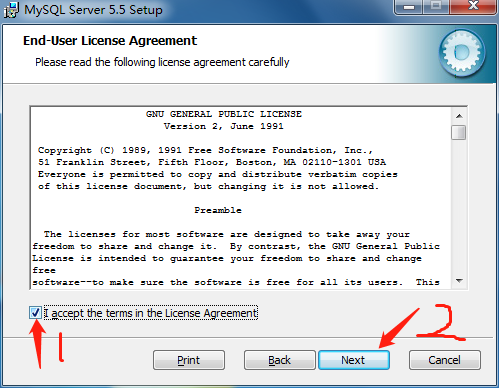 MySQL Server 5.5 Setup
End-User License Agreement
Please read the following license agreement carefully
GNU GENERAL PUBLIC LICENSE
Version 2, June 1991
Copyright (C) 1989, 1991 Free Software Foundation, Inc.,
51 Franklin Street, Fifth Floor, Boston, MA 02110-1301 USA
Everyone is permitted to copy and distribute verbatim copies
of this license document, but changing it is not allowed.
Preamble
The licenses for most software are designed to take away your
freedom to share and change it.  By contrast, the GNU General Public
License is intended to guarantee your freedom to share and change
free
software--to make sure the software is free for all its users.  This
I accept the terms in the License Agreement
1
2
Print Back Next Cancel